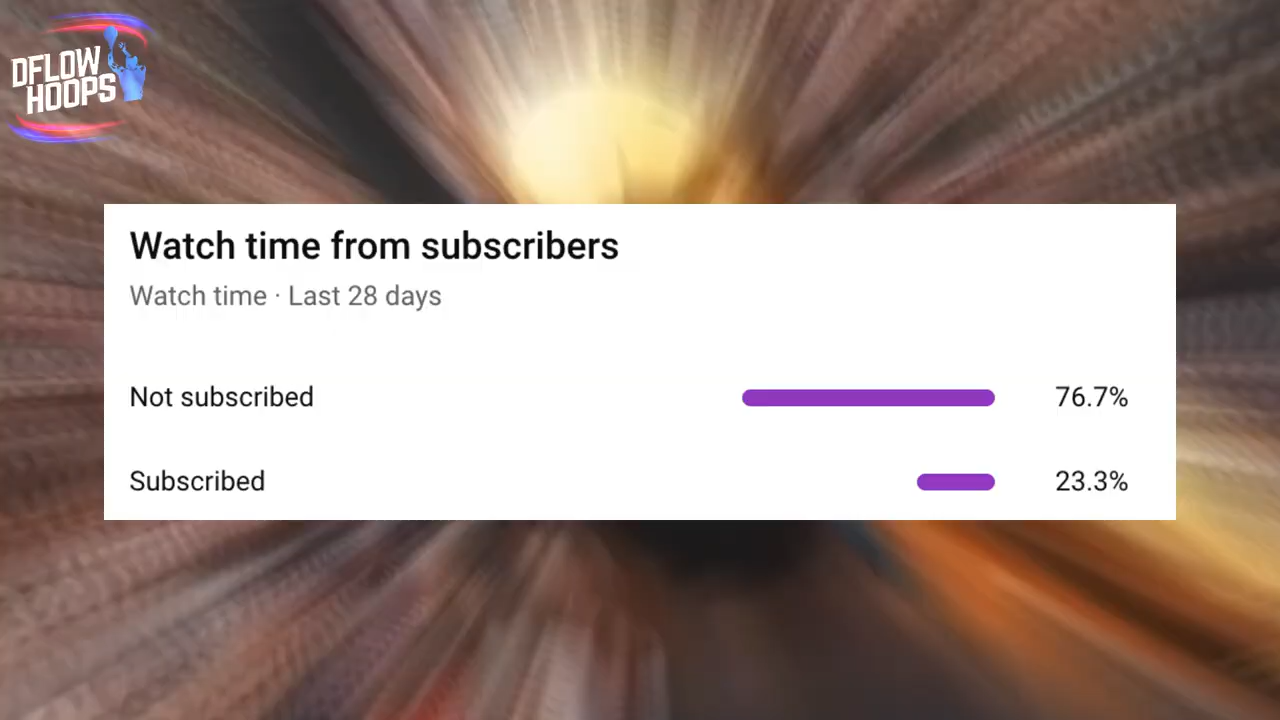 DFLOW
HOOPS
Watch time from subscribers
Watch time · Last 28 days
Not subscribed 76.7%
Subscribed 23.3%